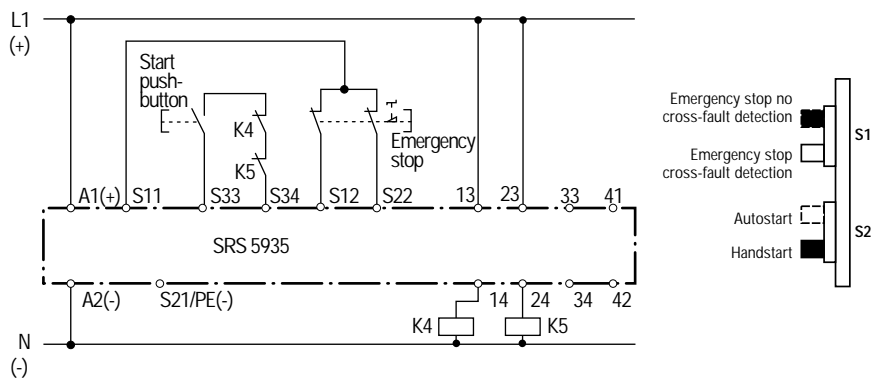 L1
(+)
Start
push-
button
K4
K5
Emergency
stop
A1(+)
S11
S33
S34
S12
S22
13
23
33
41
SRS 5935
A2(-)
S21/PE(-)
14
24
34
42
K4
K5
N
(-)
Emergency stop no
cross-fault detection
S1
Emergency stop
cross-fault detection
Autostart
S2
Handstart